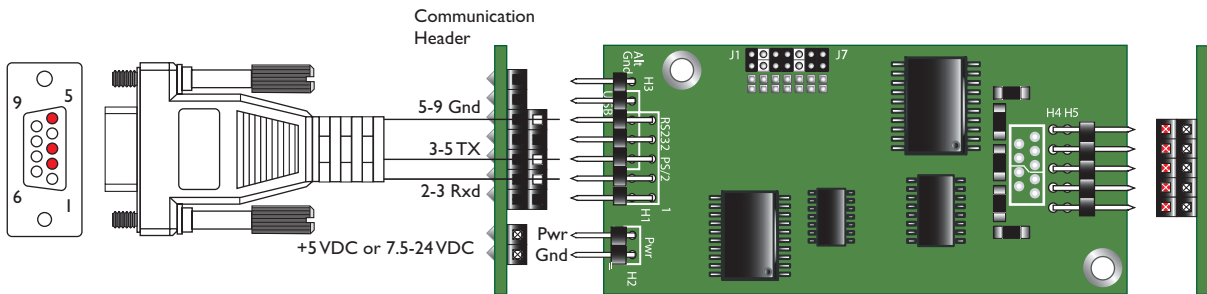 Communication
Header
9
5
6
1
5-9 Gnd
3-5 TX
2-3 Rxd
+5 VDC or 7.5-24 VDC
Pwr
Gnd
Alt
Gnd
H3
USB
RS232 PS/2
H1
1
Pwr
H2
J1
J7
H4 H5